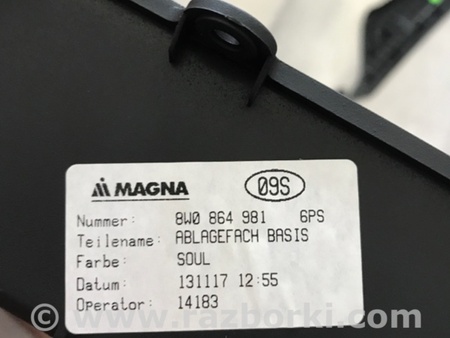 MAGNA 09S
Nummer: 8W0 864 981 6PS
Teilename: ABLAGEFACH BASIS
Farbe: SOUL
Datum: 131117 12:55
Operator: 14183
© www.razborki.com